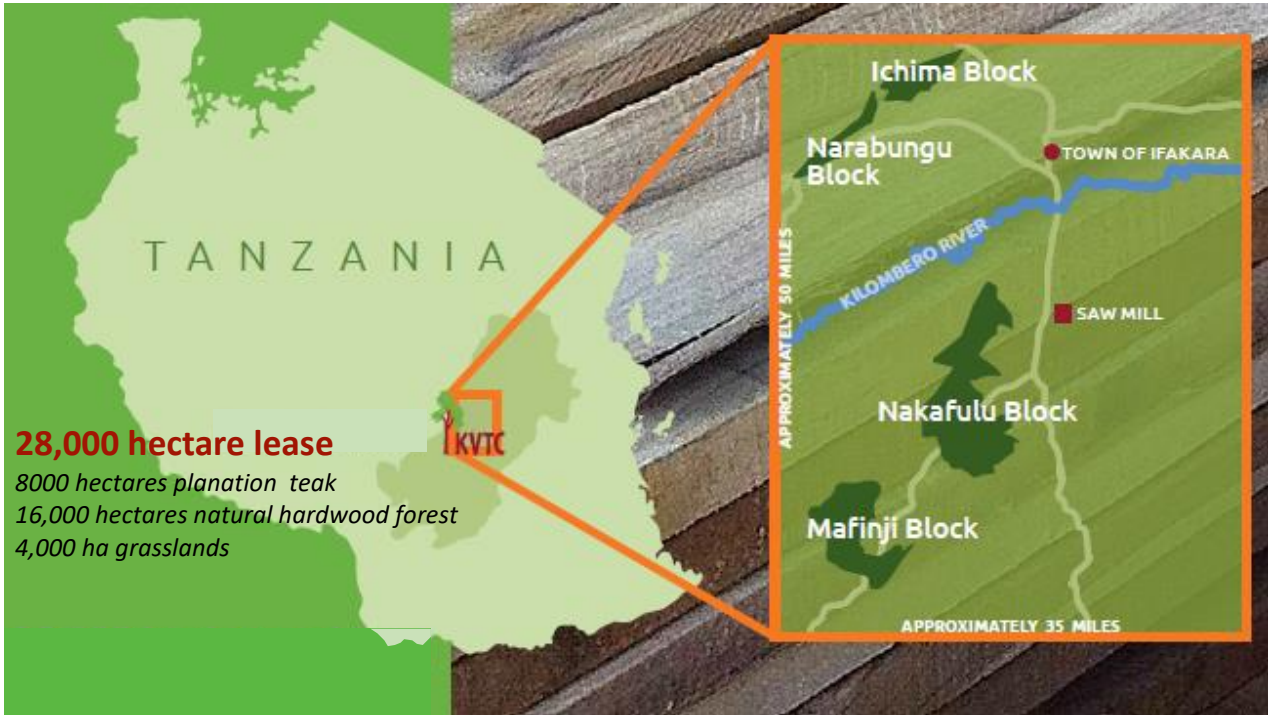 TANZANIA
KVTC
28,000 hectare lease
8000 hectares planation teak
16,000 hectares natural hardwood forest
4,000 ha grasslands
Ichima Block
Narabungu
Block
TOWN OF IFAKARA
KILOMBERO RIVER
APPROXIMATELY 50 MILES
SAW MILL
Nakafulu Block
Mafinji Block
APPROXIMATELY 35 MILES